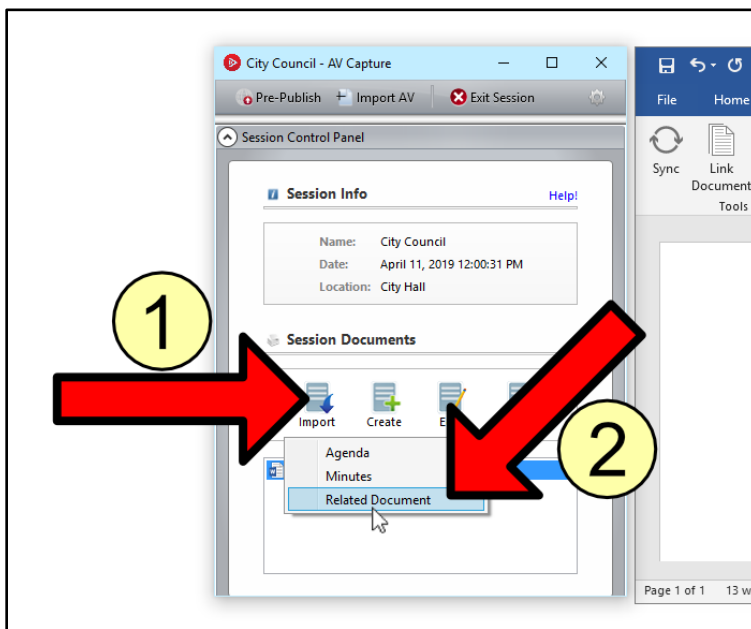 City Council - AV Capture
Pre-Publish Import AV Exit Session
Session Control Panel
Session Info Help!
Name: City Council
Date: April 11, 2019 12:00:31 PM
Location: City Hall
1
Session Documents
Import Create
Agenda
Minutes
Related Document
2
File Home
Sync Link
Document
Tools
Page 1 of 1 13 w